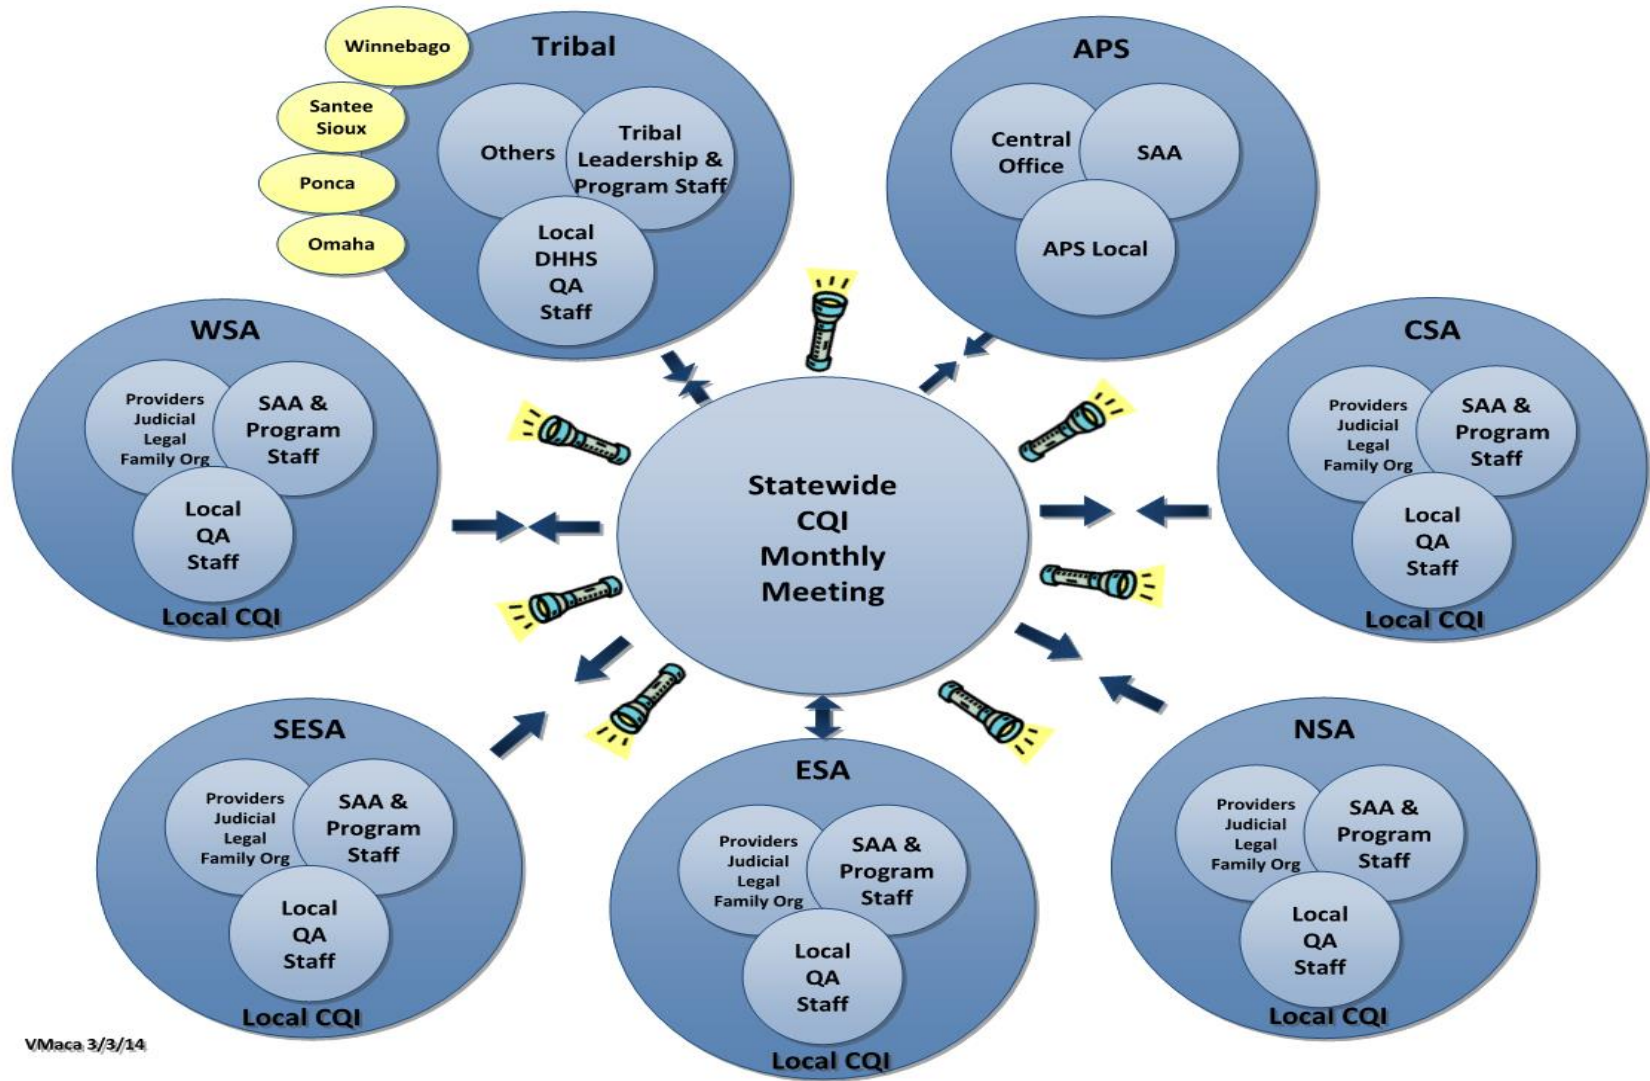 Winnebago
Santee
Sioux
Ponca
Omaha
Tribal
Others
Tribal
Leadership &
Program Staff
Local
DHHS
QA
Staff
APS
Central
Office
SAA
APS Local
WSA
Providers
Judicial
Legal
Family Org
SAA &
Program
Staff
Local
QA
Staff
Local CQI
Statewide
CQI
Monthly
Meeting
CSA
Providers
Judicial
Legal
Family Org
SAA &
Program
Staff
Local
QA
Staff
Local CQI
SESA
Providers
Judicial
Legal
Family Org
SAA &
Program
Staff
Local
QA
Staff
Local CQI
ESA
Providers
Judicial
Legal
Family Org
SAA &
Program
Staff
Local
QA
Staff
Local CQI
NSA
Providers
Judicial
Legal
Family Org
SAA &
Program
Staff
Local
QA
Staff
Local CQI
VMaca 3/3/14